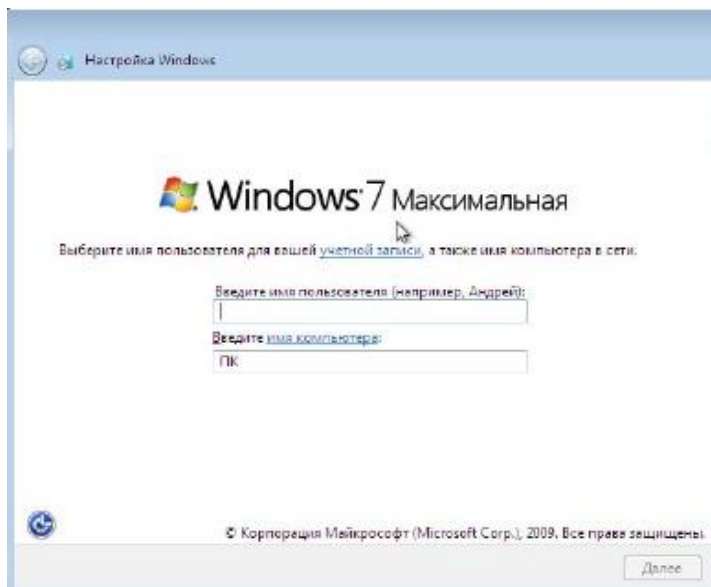 Настройка Windows
Windows 7 Максимальная
Выберите имя пользователя для вашей учетной записи, а также имя компьютера в сети.
Введите имя пользователя (например, Андрей):
Введите имя компьютера:
ПК
© Корпорация Майкрософт (Microsoft Corp.), 2009. Все права защищены.
Далее